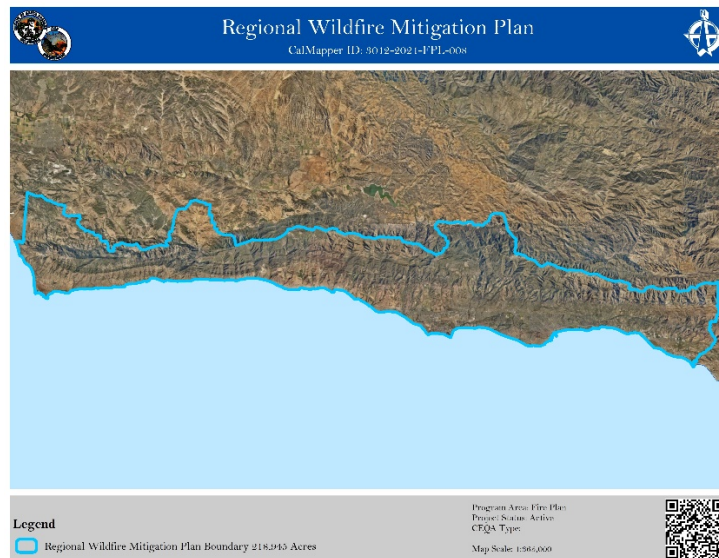 Regional Wildfire Mitigation Plan
CalMapper ID: 3012-2021-FPL-008
Legend
Regional Wildfire Mitigation Plan Boundary 218,945 Acres
Program Area: Fire Plan
Project Status: Active
CEQA Type:
Map Scale: 1:364,000